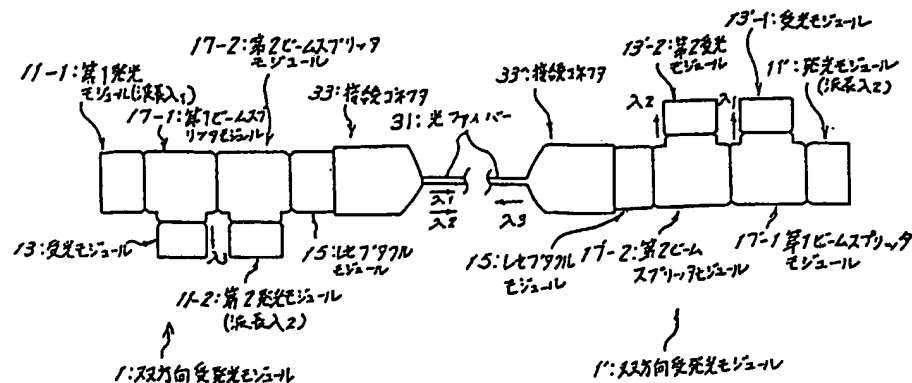 17-2:第2ビームスプリッタ
モジュール
11-1:第1発光
モジュール(波長λ1)
17-1:第1ビームスプ
リッタモジュール
33:接続コネクタ
31:光ファイバー
33':接続コネクタ
13'-2:第2受光
モジュール
13'-1:受光モジュール
11':発光モジュール
(波長λ2)
λ2
λ1
λ1
λ2
λ3
13:受光モジュール
11-2:第2発光モジュール
(波長λ2)
15:レセプタクル
モジュール
15:レセプタクル
モジュール
17'-2:第2ビーム
スプリッタモジュール
17'-1 第1ビームスプリッタ
モジュール
1:双方向受発光モジュール
1':双方向受発光モジュール